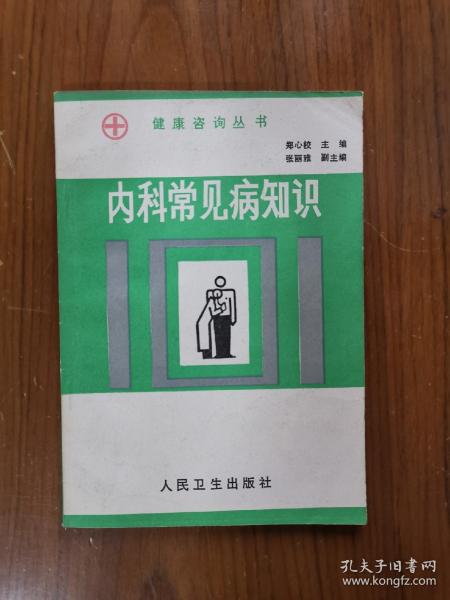 健康咨询丛书
郑心校 主编
张丽雅 副主编
内科常见病知识
人民卫生出版社
孔夫子旧书网
www.kongfz.com